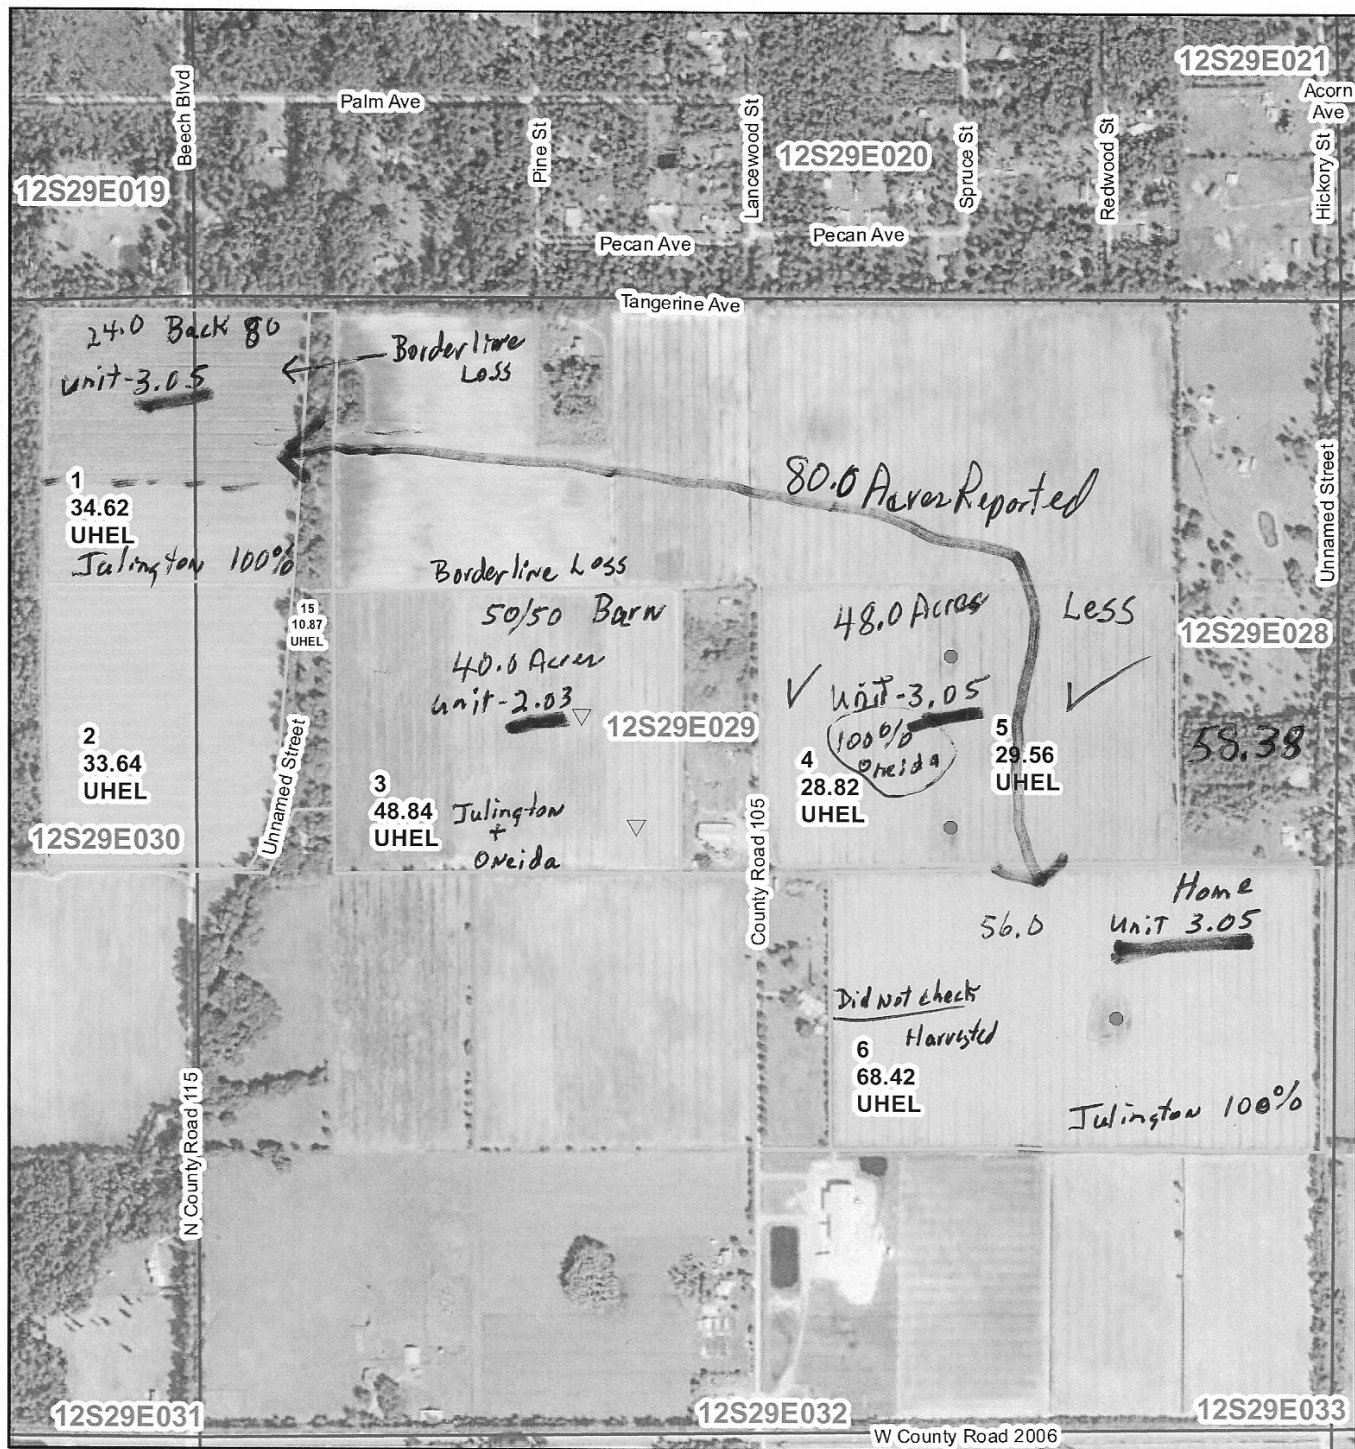 12S29E021
Acorn
Ave
Beech Blvd
Palm Ave
Pine St
Lancewood St
12S29E020
Spruce St
Redwood St
Hickory St
12S29E019
Pecan Ave
Pecan Ave
Tangerine Ave
24.0 Back 80
Unit-3.05
Borderline
Loss
1
34.62
UHEL
Julington 100%
80.0 Acres Reported
Unnamed Street
Borderline Loss
50/50 Barn
40.0 Acres
Unit-2.03
15
10.87
UHEL
48.0 Acres
Less
12S29E028
Unit-3.05
100%
Oneida
12S29E029
2
33.64
UHEL
3
48.84
UHEL
Julington
+
Oneida
4
28.82
UHEL
5
29.56
UHEL
58.38
12S29E030
Unnamed Street
County Road 105
Home
56.0
Unit 3.05
Did Not check
Harvested
6
68.42
UHEL
Julington 100%
N County Road 115
12S29E031
12S29E032
12S29E033
W County Road 2006